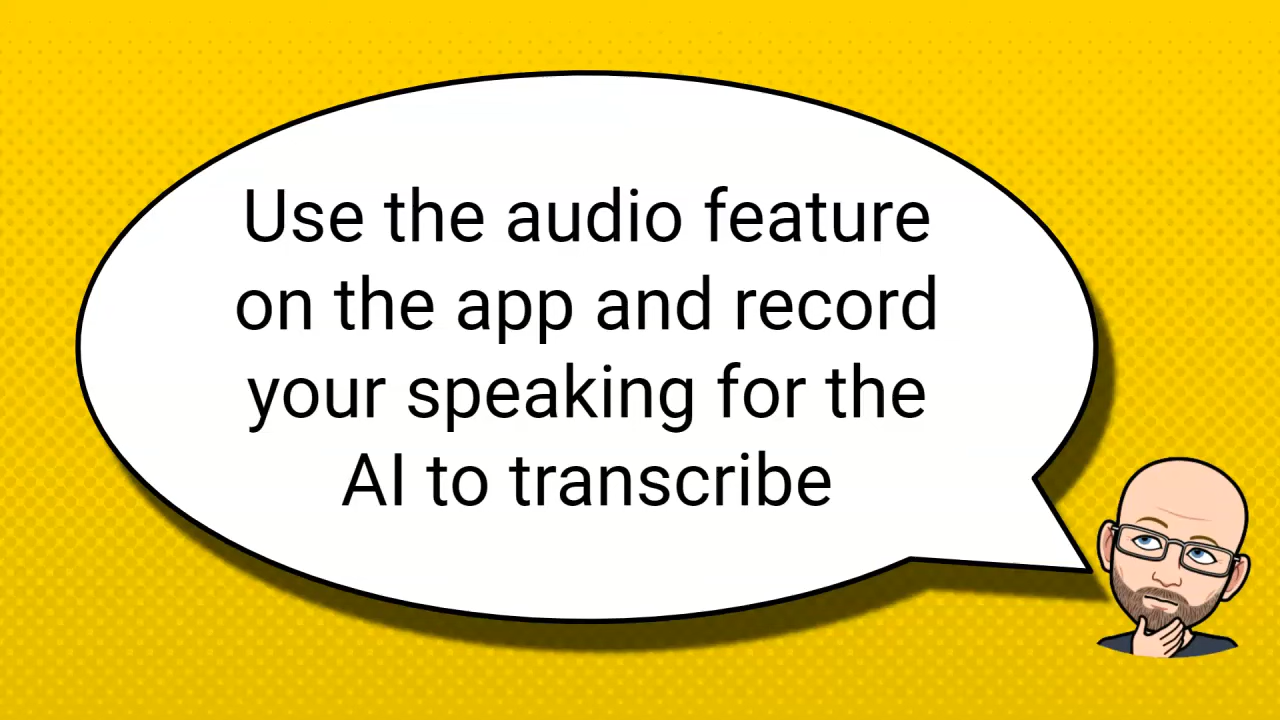 Use the audio feature
on the app and record
your speaking for the
AI to transcribe